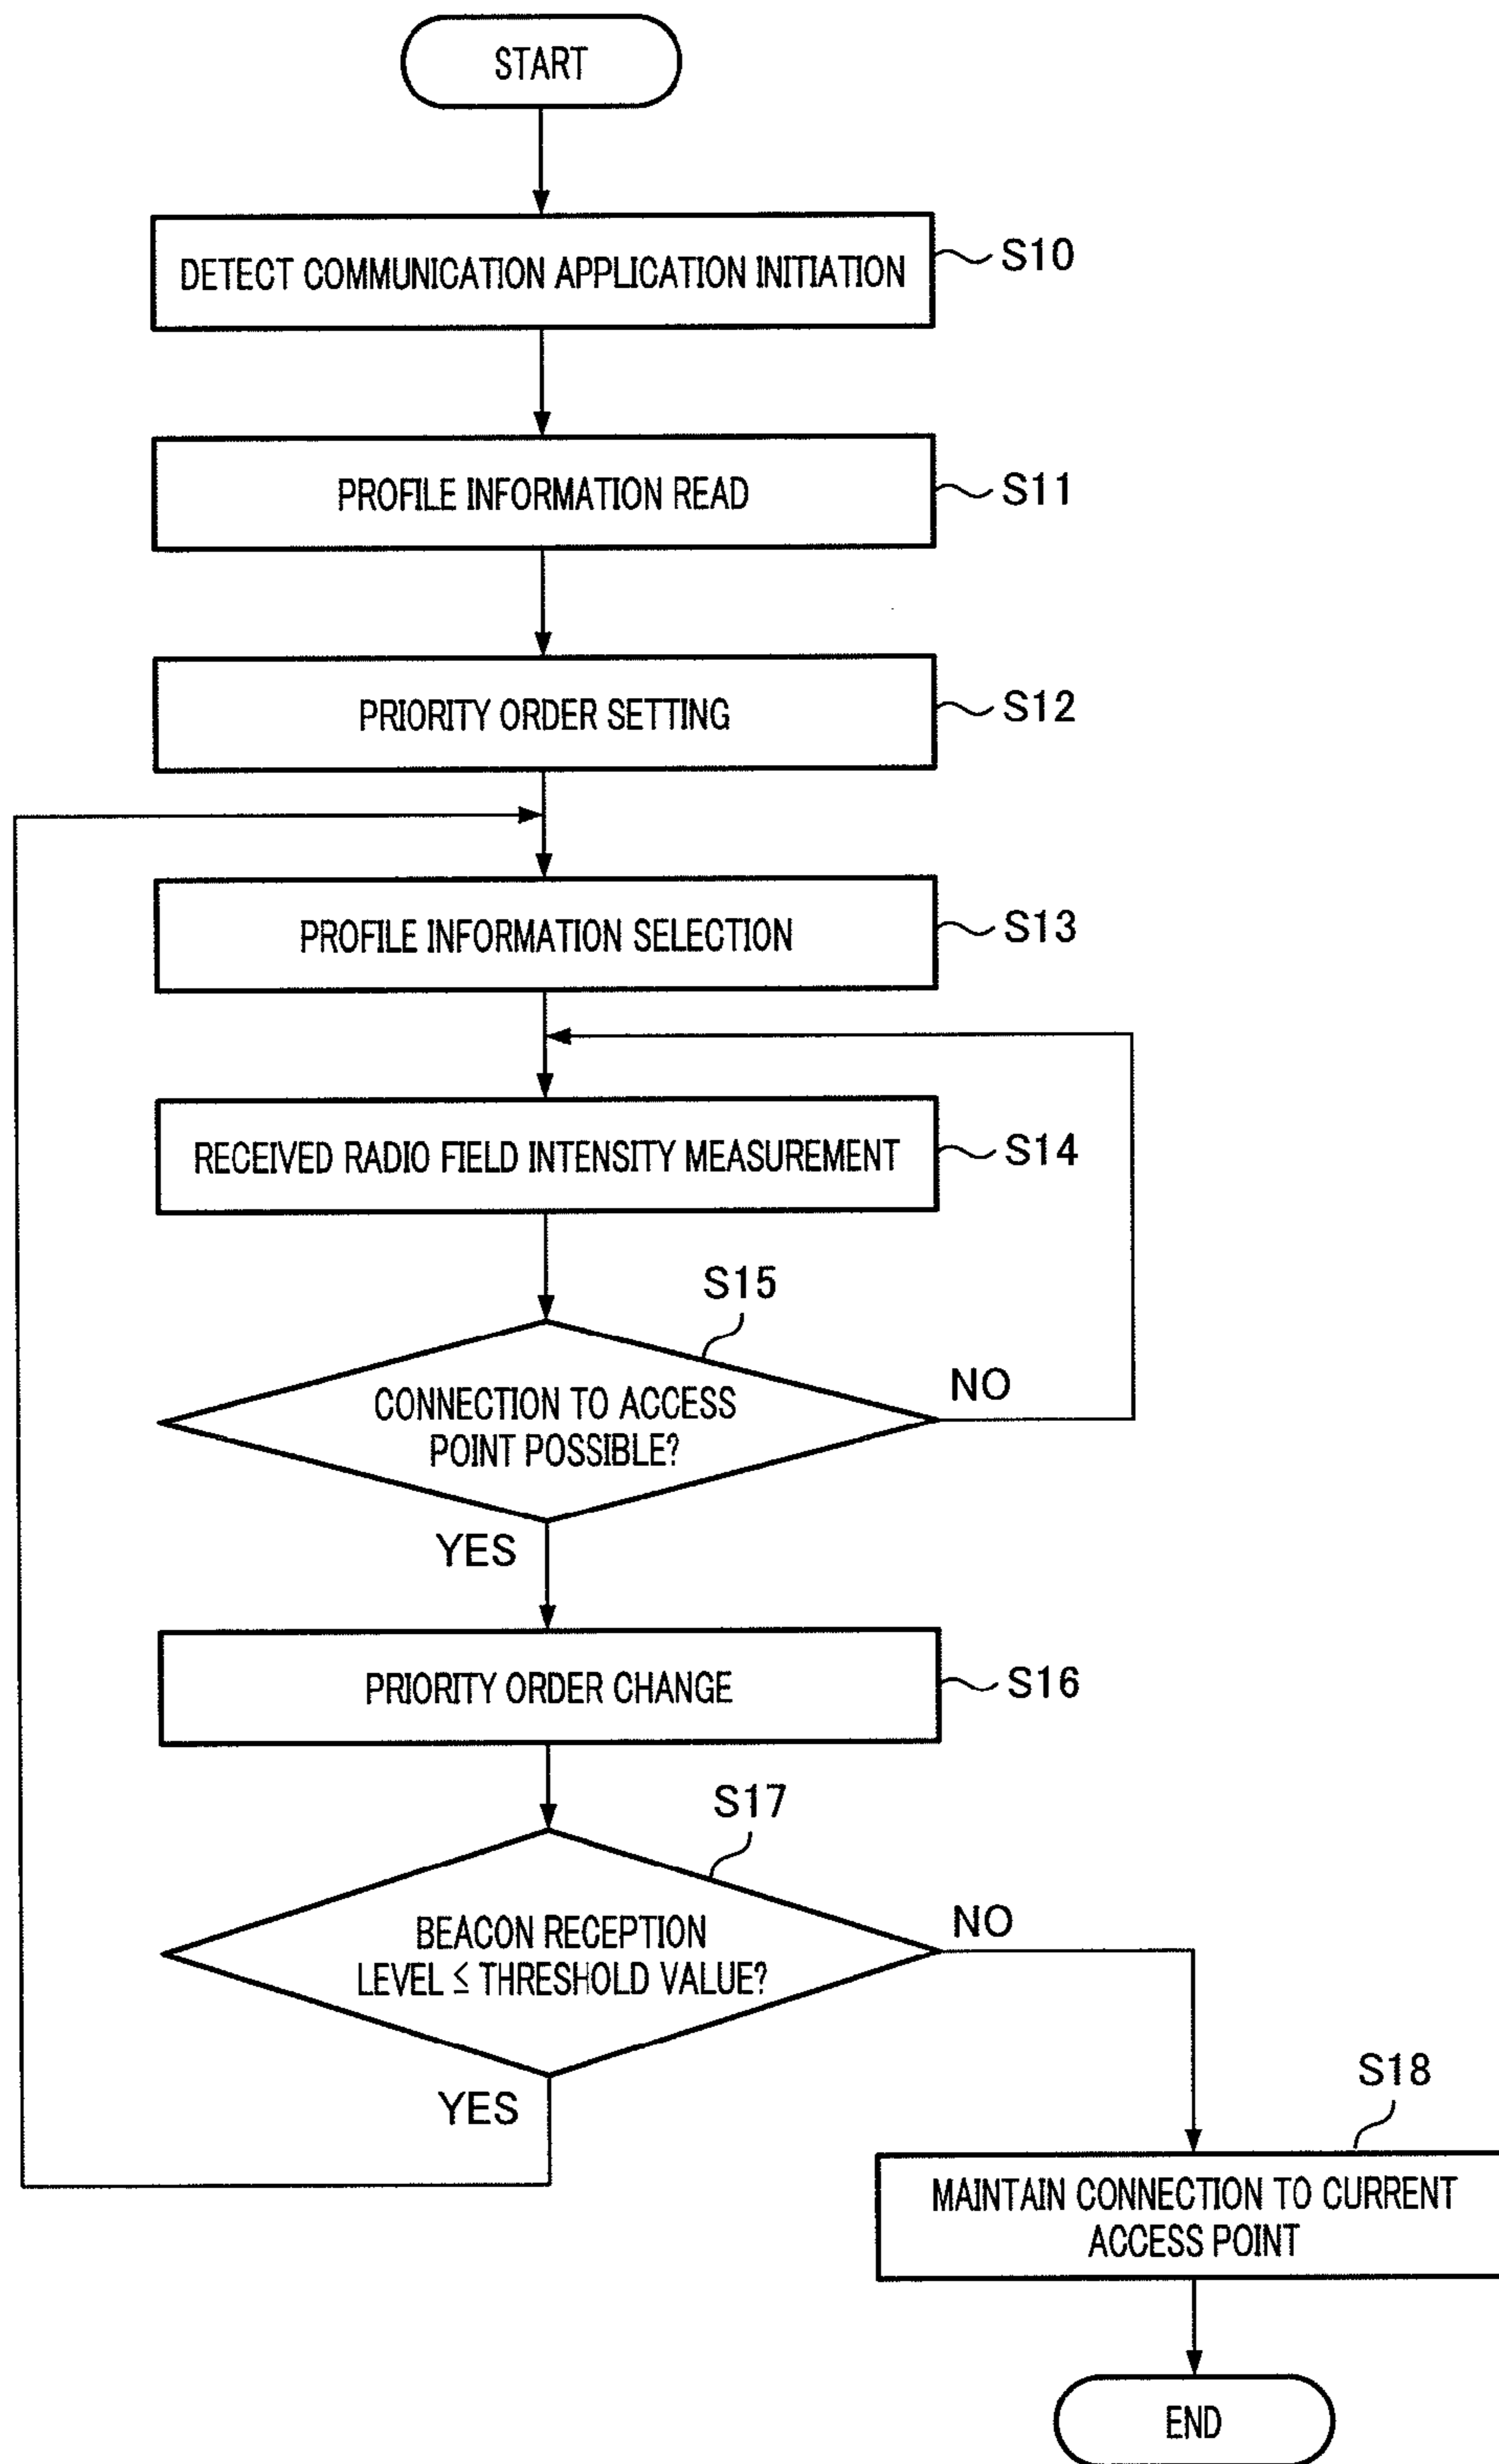 START
DETECT COMMUNICATION APPLICATION INITIATION
S10
PROFILE INFORMATION READ
S11
PRIORITY ORDER SETTING
S12
PROFILE INFORMATION SELECTION
S13
RECEIVED RADIO FIELD INTENSITY MEASUREMENT
S14
S15
CONNECTION TO ACCESS
POINT POSSIBLE?
NO
YES
PRIORITY ORDER CHANGE
S16
S17
BEACON RECEPTION
LEVEL ≦ THRESHOLD VALUE?
NO
YES
S18
MAINTAIN CONNECTION TO CURRENT
ACCESS POINT
END